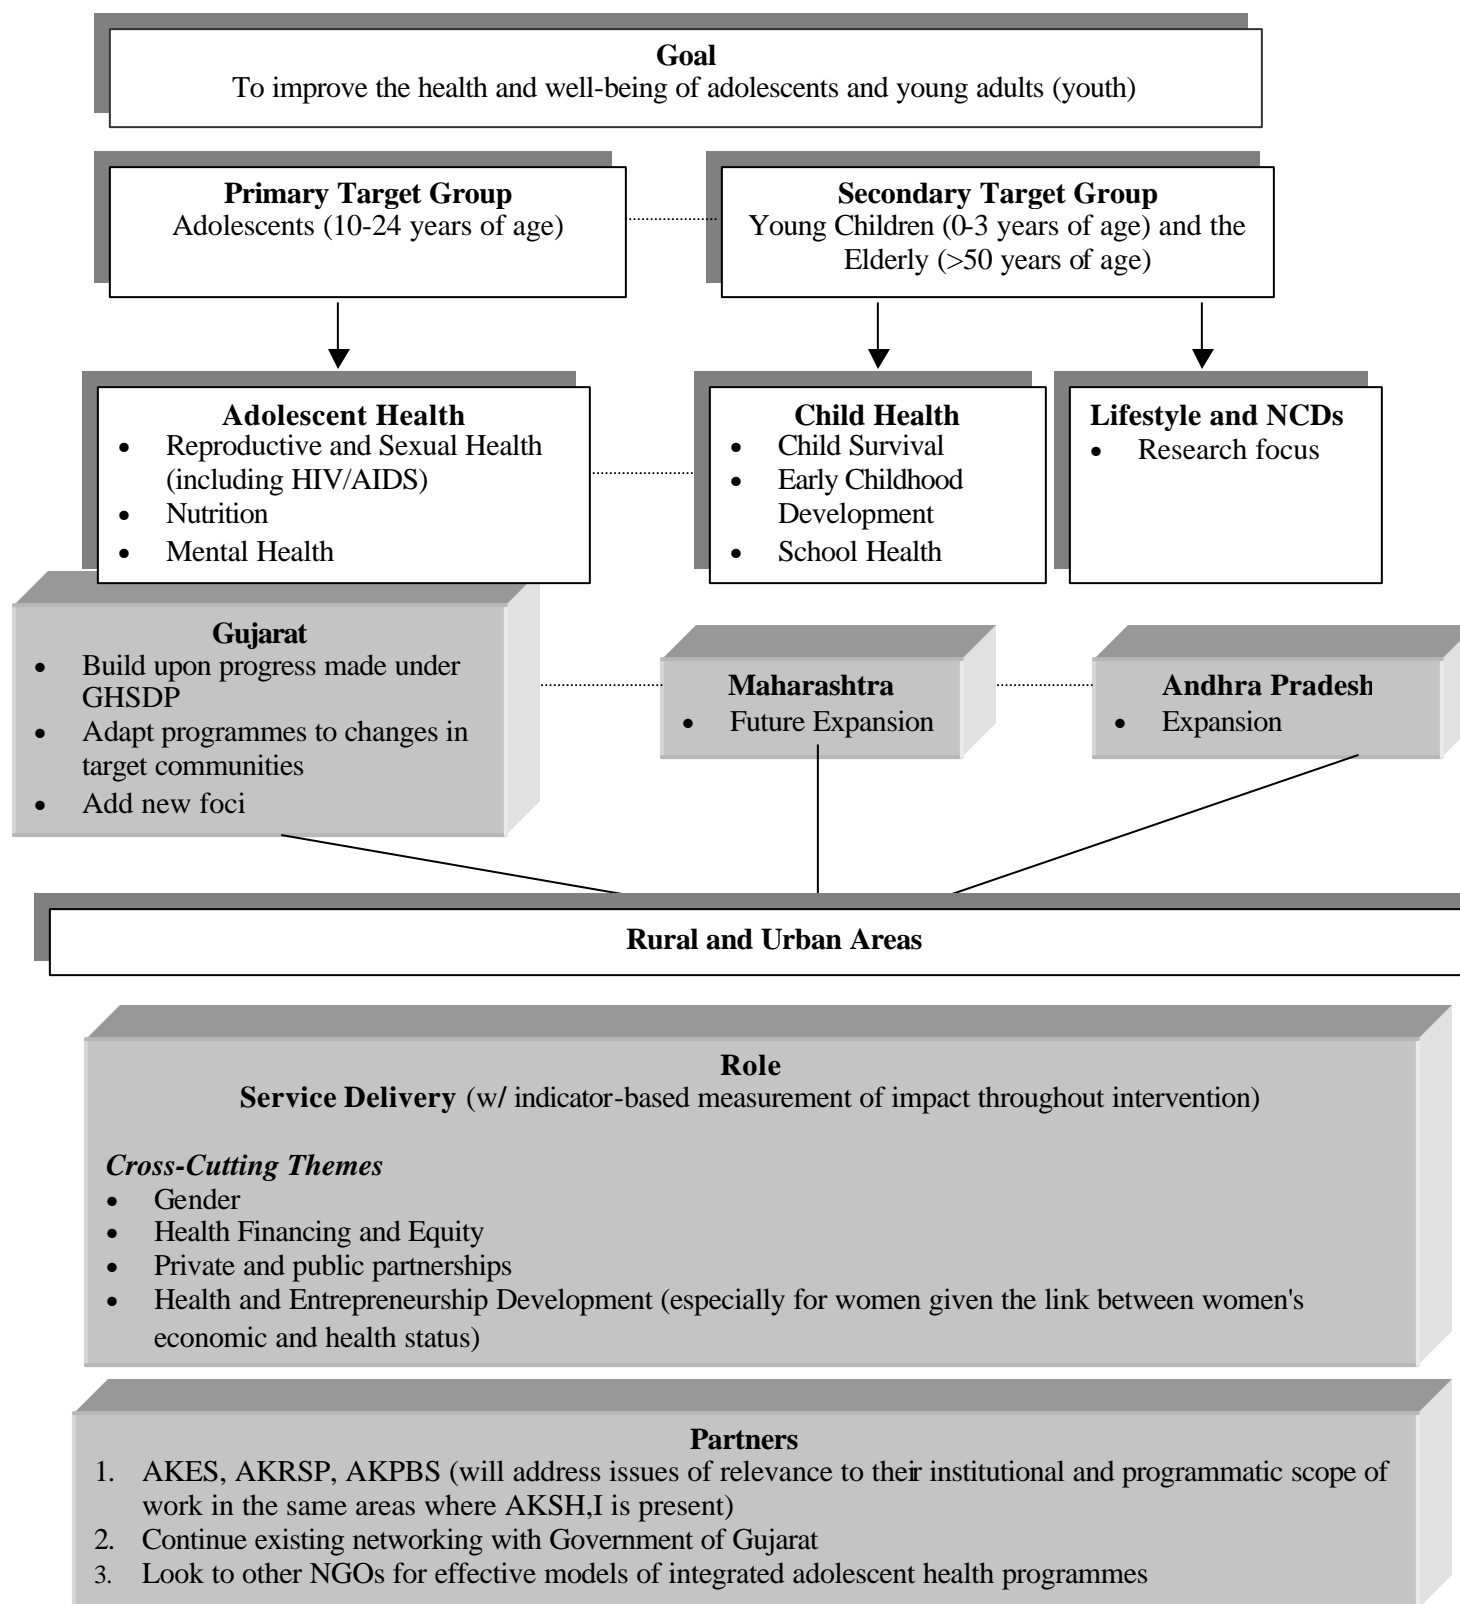 Goal
To improve the health and well-being of adolescents and young adults (youth)
Primary Target Group
Adolescents (10-24 years of age)
Secondary Target Group
Young Children (0-3 years of age) and the
Elderly (>50 years of age)
Adolescent Health
• Reproductive and Sexual Health
(including HIV/AIDS)
• Nutrition
• Mental Health
Child Health
• Child Survival
• Early Childhood
Development
• School Health
Lifestyle and NCDs
• Research focus
Gujarat
• Build upon progress made under
GHSDP
• Adapt programmes to changes in
target communities
• Add new foci
Maharashtra
• Future Expansion
Andhra Pradesh
• Expansion
Rural and Urban Areas
Role
Service Delivery (w/ indicator-based measurement of impact throughout intervention)
Cross-Cutting Themes
• Gender
• Health Financing and Equity
• Private and public partnerships
• Health and Entrepreneurship Development (especially for women given the link between women's
economic and health status)
Partners
1. AKES, AKRSP, AKPBS (will address issues of relevance to their institutional and programmatic scope of
work in the same areas where AKSH,I is present)
2. Continue existing networking with Government of Gujarat
3. Look to other NGOs for effective models of integrated adolescent health programmes